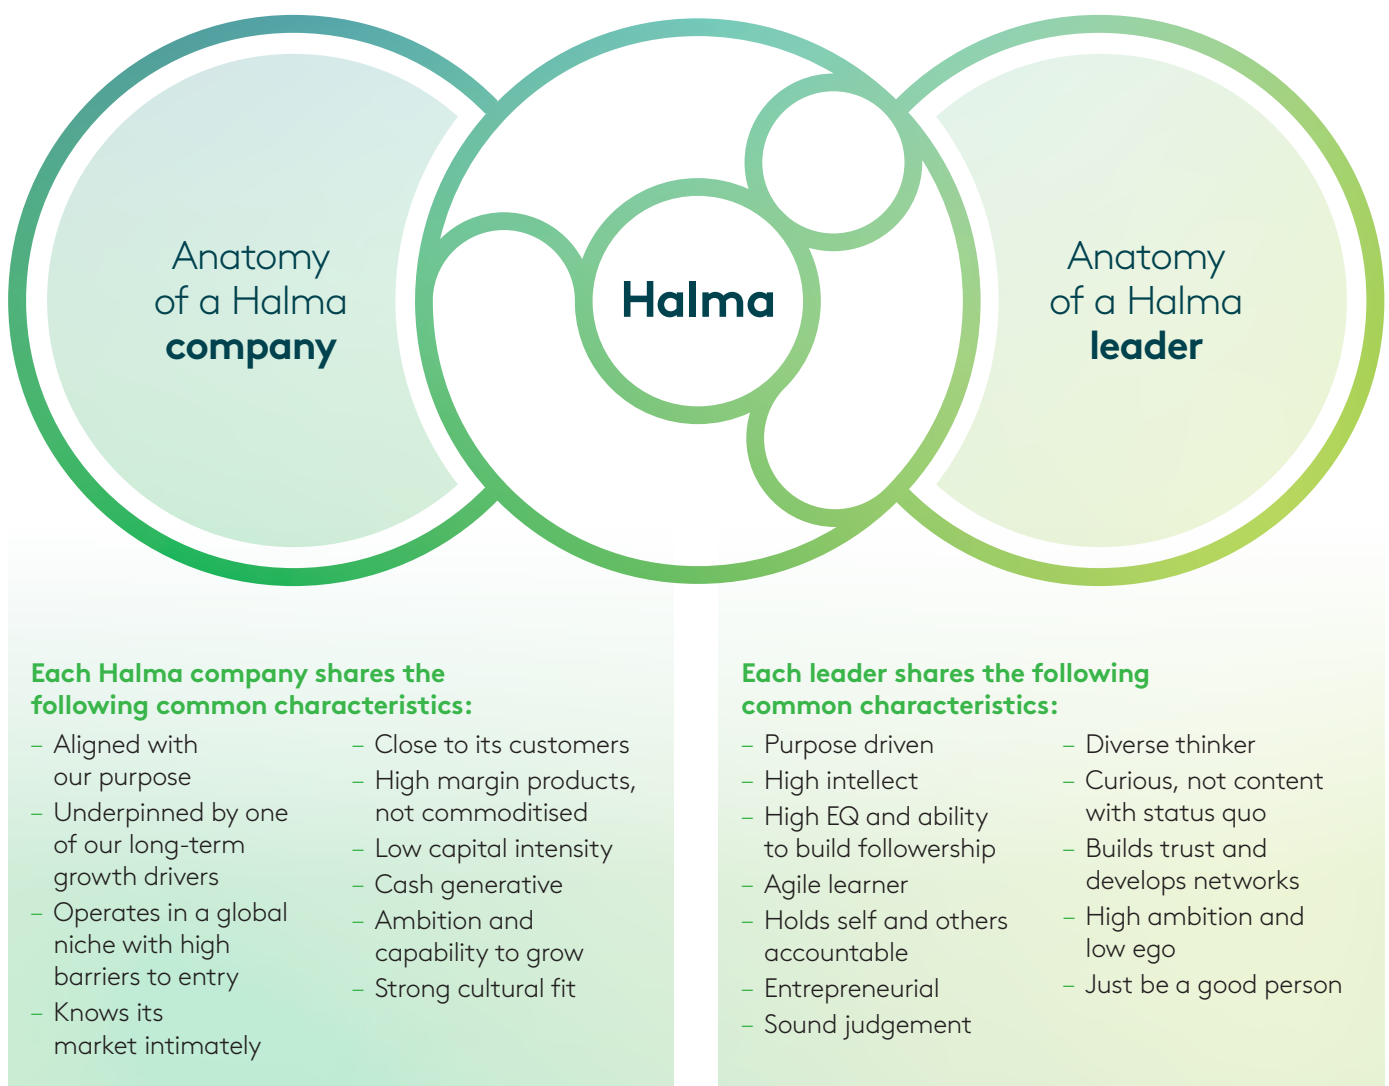 Anatomy
of a Halma
company
Halma
Anatomy
of a Halma
leader
Each Halma company shares the
following common characteristics:
– Aligned with
our purpose
– Underpinned by one
of our long-term
growth drivers
– Operates in a global
niche with high
barriers to entry
– Knows its
market intimately
– Close to its customers
– High margin products,
not commoditised
– Low capital intensity
– Cash generative
– Ambition and
capability to grow
– Strong cultural fit
Each leader shares the following
common characteristics:
– Purpose driven
– High intellect
– High EQ and ability
to build followership
– Agile learner
– Holds self and others
accountable
– Entrepreneurial
– Sound judgement
– Diverse thinker
– Curious, not content
with status quo
– Builds trust and
develops networks
– High ambition and
low ego
– Just be a good person